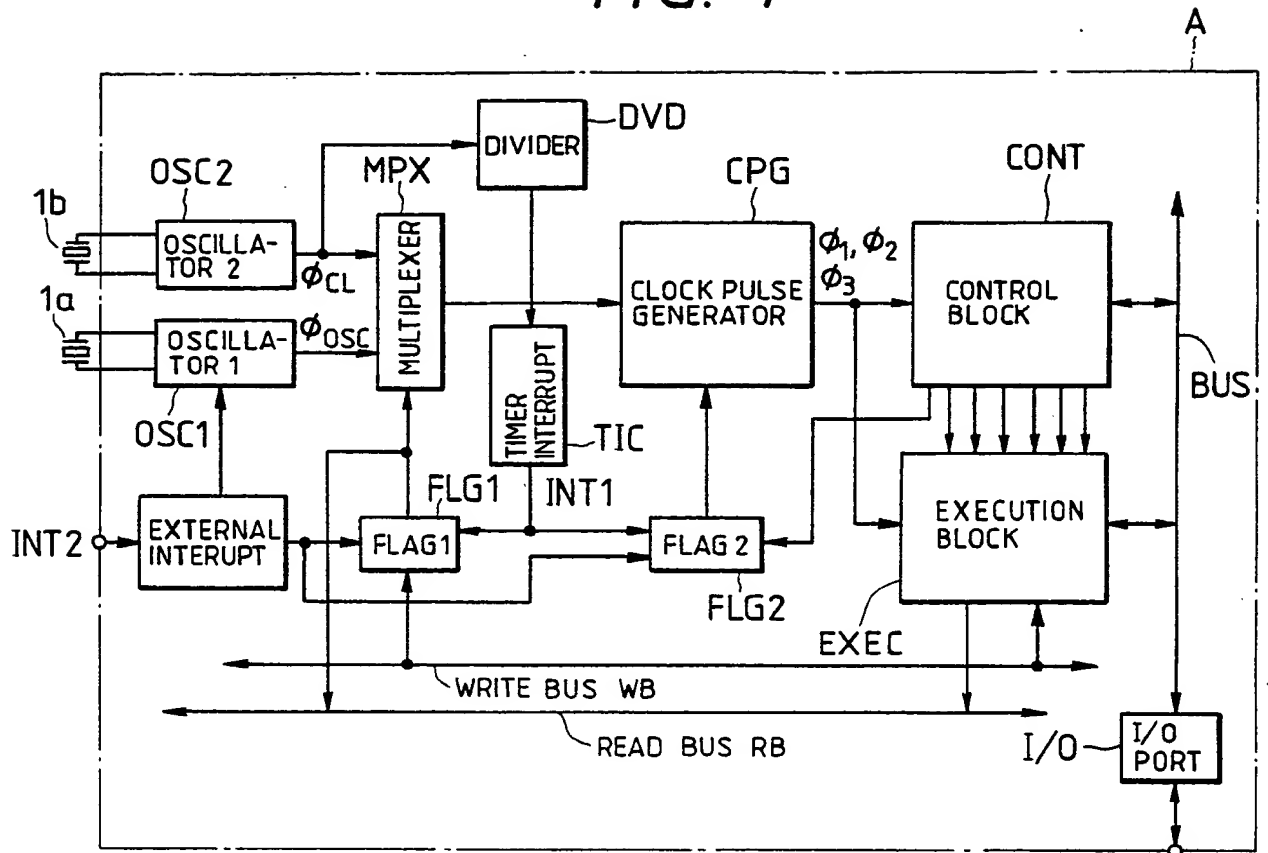 A
DVD
DIVIDER
OSC2
MPX
CPG
CONT
1b
OSCILLA-
TOR 2
ΦCL
MULTIPLEXER
CLOCK PULSE
GENERATOR
Φ1, Φ2
Φ3
CONTROL
BLOCK
1a
OSCILLA-
TOR 1
ΦOSC
TIMER
INTERRUPT
BUS
OSC1
TIC
FLG1
INT1
INT2
EXTERNAL
INTERUPT
FLAG1
FLAG 2
EXECUTION
BLOCK
FLG2
EXEC
WRITE BUS WB
READ BUS RB
I/O
I/O
PORT